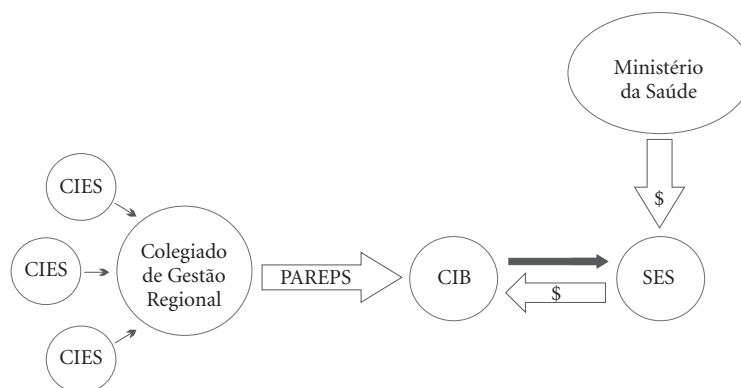 Ministério
da Saúde
$
CIES
CIES
CIES
Colegiado
de Gestão
Regional
PAREPS
CIB
$
SES